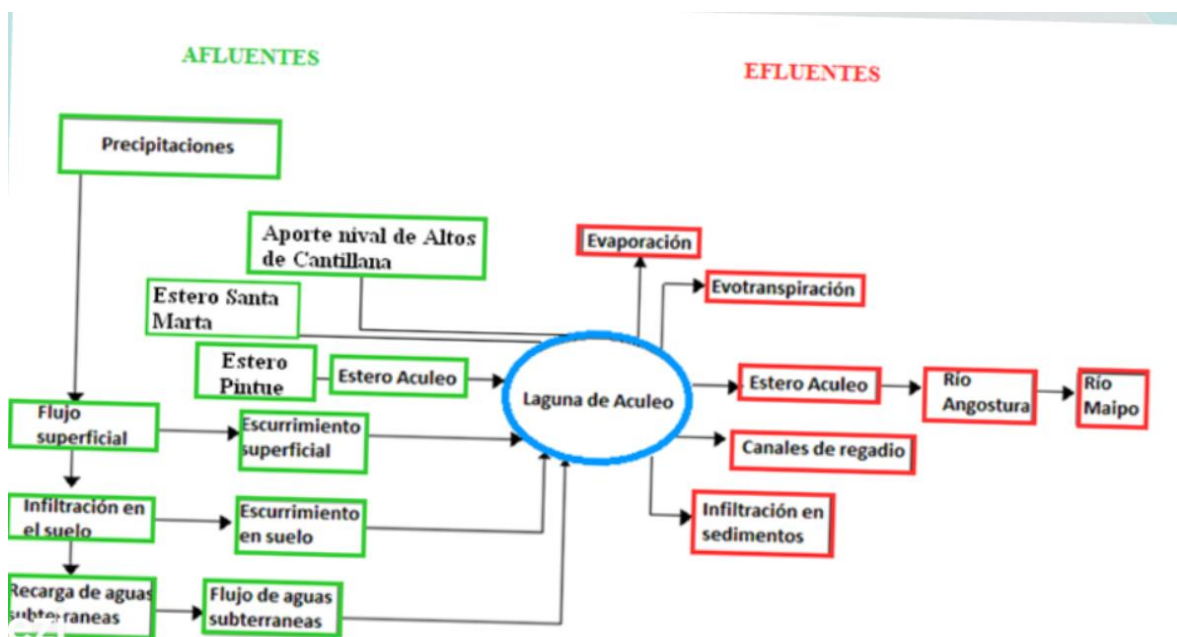 AFLUENTES
EFLUENTES
Precipitaciones
Aporte nival de Altos
de Cantillana
Estero Santa
Marta
Estero
Pintue
Estero Aculeo
Flujo
superficial
Escurrimiento
superficial
Infiltración en
el suelo
Escurrimiento
en suelo
Recarga de aguas
subterraneas
Flujo de aguas
subterraneas
Laguna de Aculeo
Evaporación
Evotranspiración
Estero Aculeo
Río
Angostura
Río
Maipo
Canales de regadio
Infiltración en
sedimentos